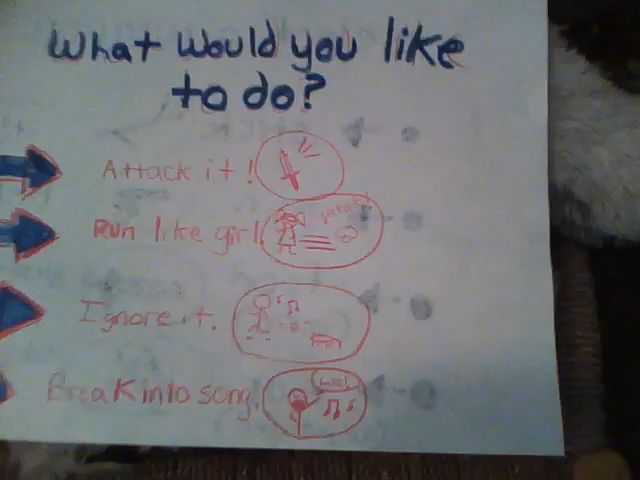 What would you like
to do?
Attack it!
Run like girl.
Ignore it.
Break into song.